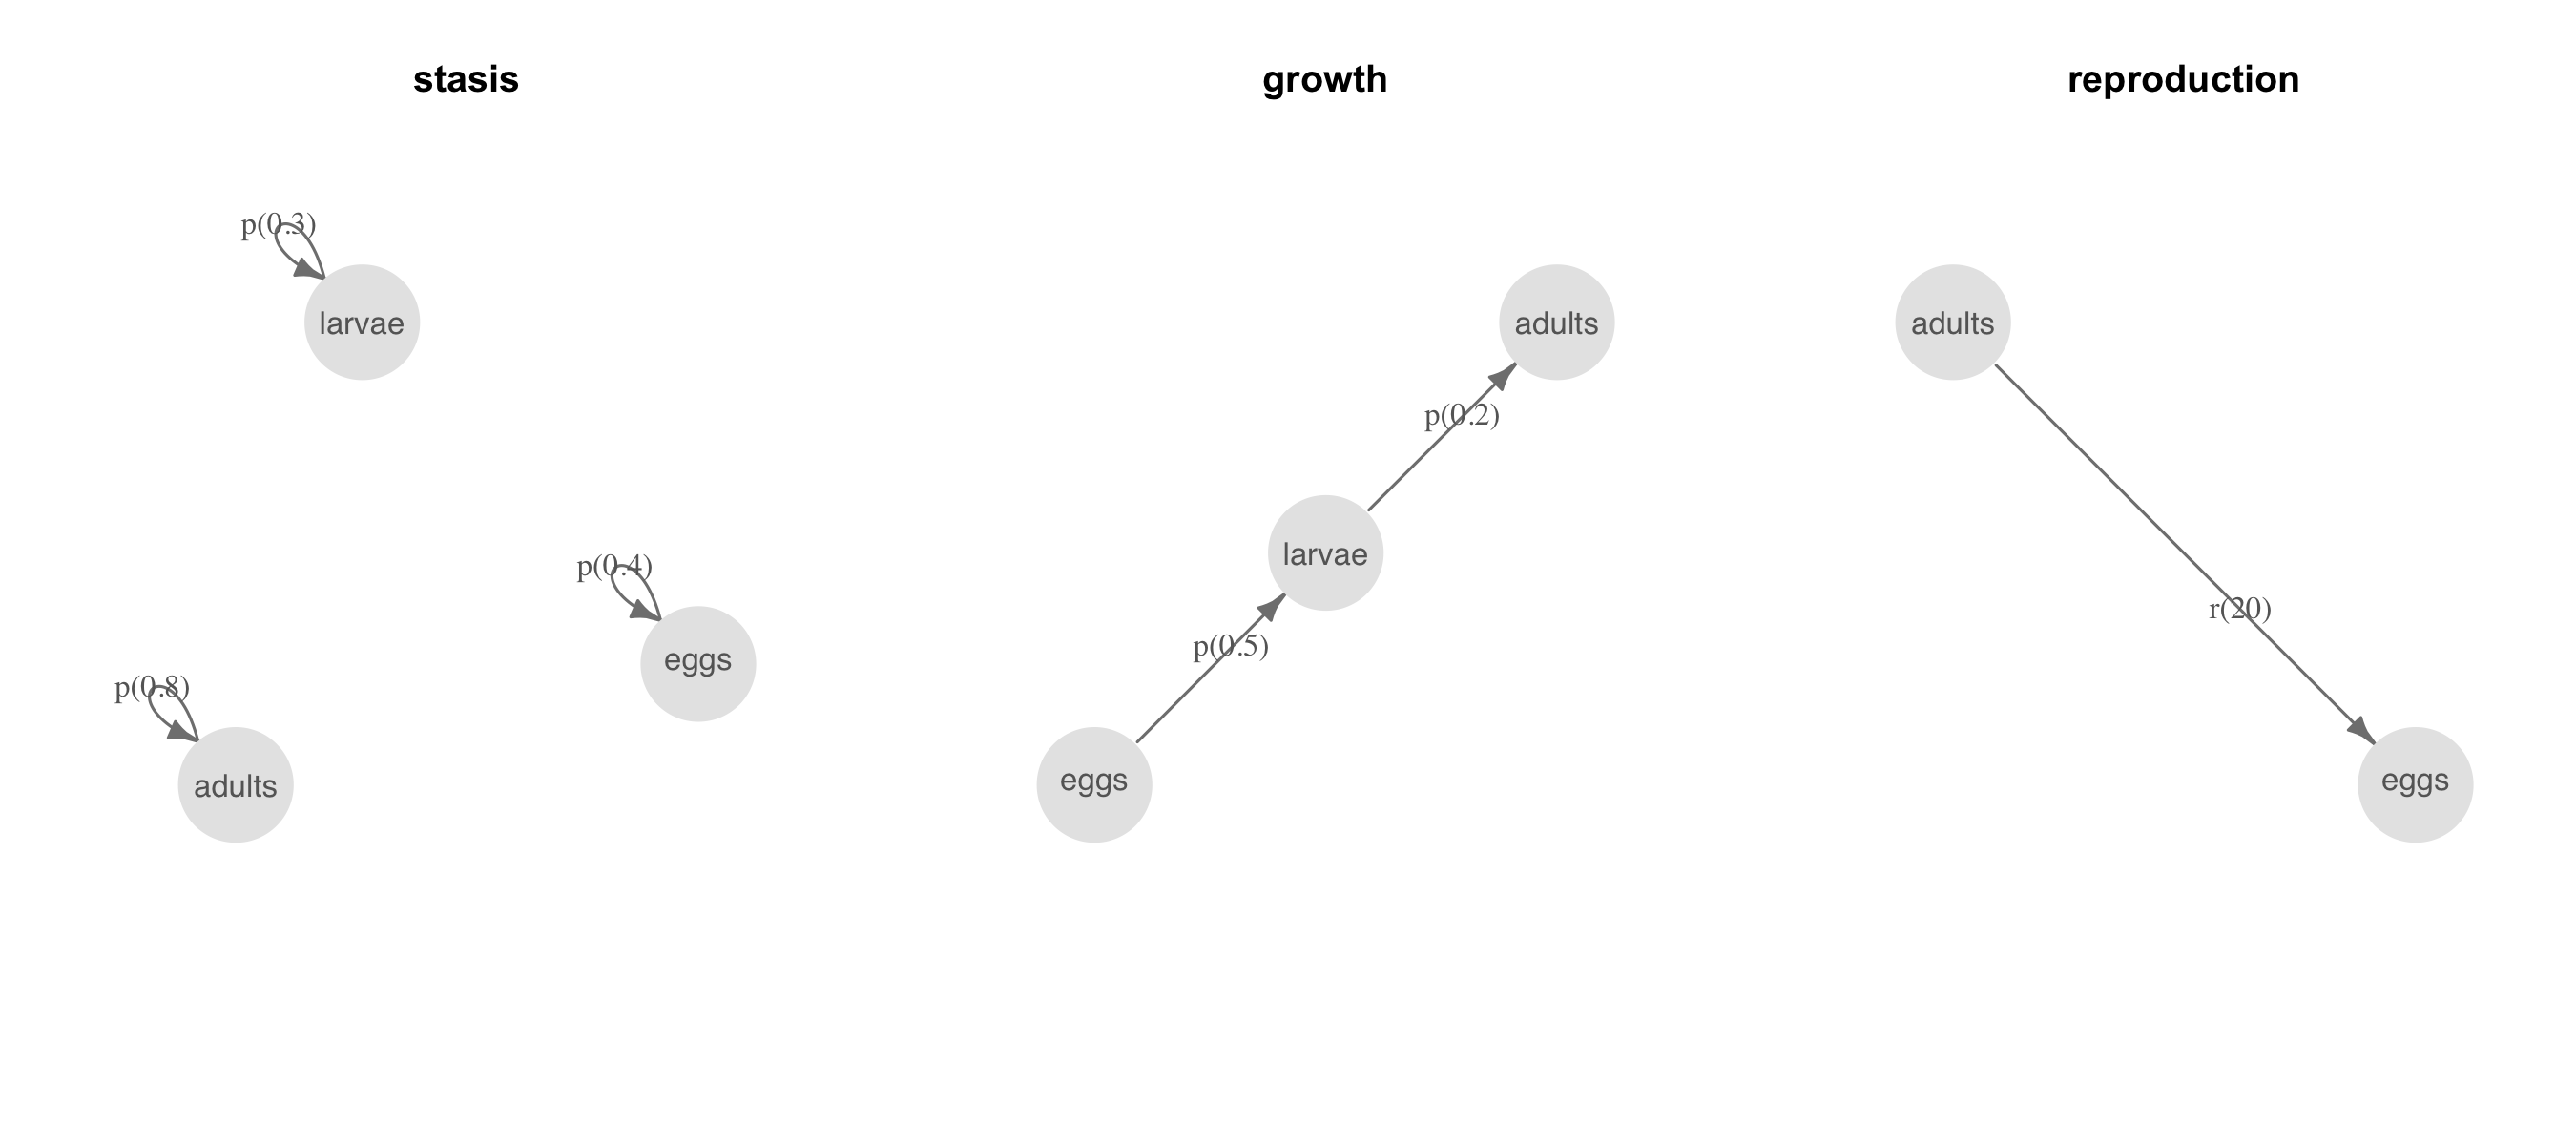 stasis
p(0.3)
larvae
p(0.4)
eggs
p(0.8)
adults
growth
adults
p(0.2)
larvae
p(0.5)
eggs
reproduction
adults
r(20)
eggs